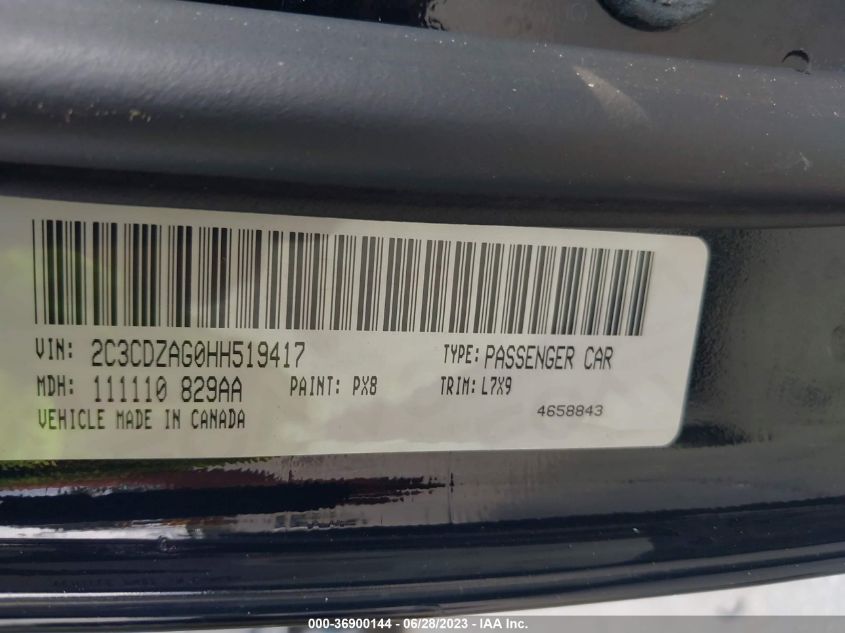 VIN: 2C3CDZAG0HH519417 TYPE: PASSENGER CAR
MDH: 111110 829AA PAINT: PX8 TRIM: L7X9
VEHICLE MADE IN CANADA 4658843
000-36900144 — 06/28/2023 — IAA Inc.